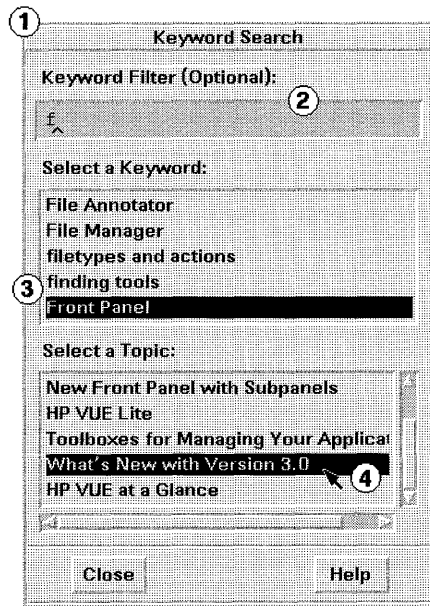 1
Keyword Search
Keyword Filter (Optional):
2
f
Select a Keyword:
File Annotator
File Manager
filetypes and actions
3
finding tools
Front Panel
Select a Topic:
New Front Panel with Subpanels
HP VUE Lite
Toolboxes for Managing Your Applicat
What's New with Version 3.0
4
HP VUE at a Glance
Close
Help